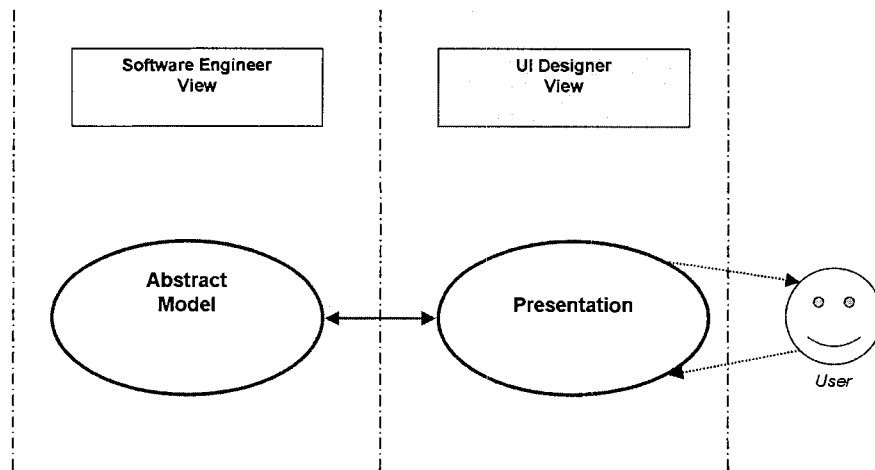 Software Engineer
View
UI Designer
View
Abstract
Model
Presentation
User